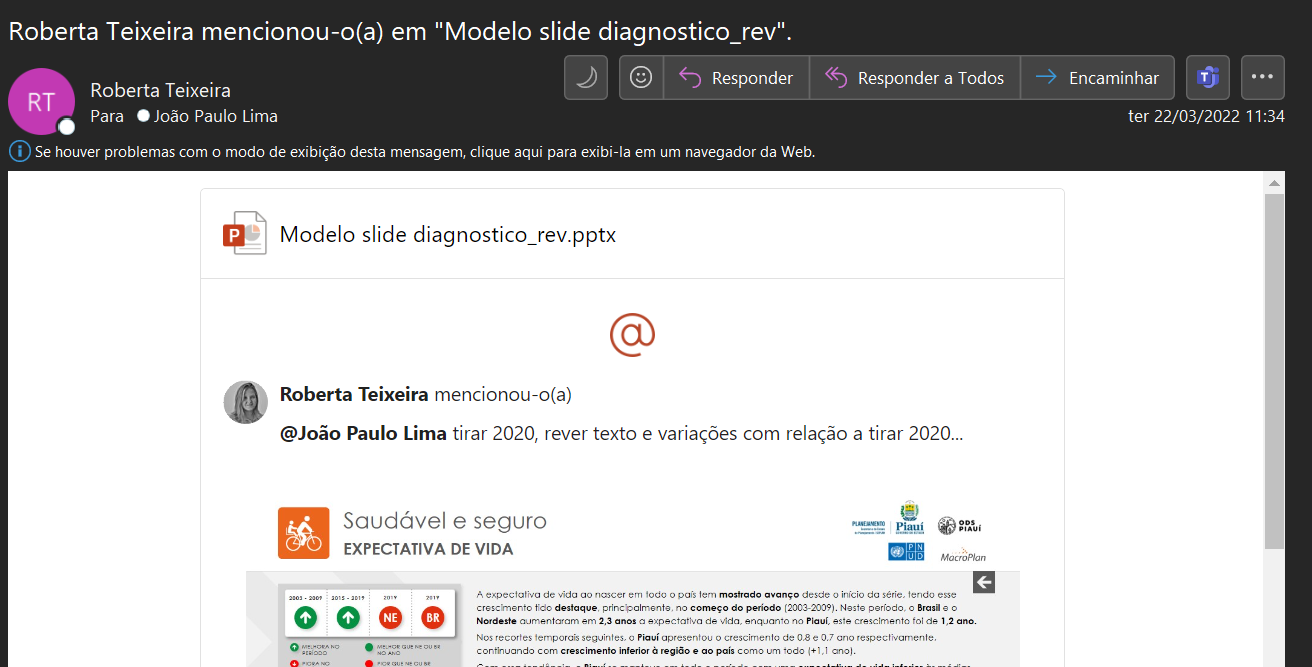 Roberta Teixeira mencionou-o(a) em "Modelo slide diagnostico_rev".
RT
Roberta Teixeira
Para João Paulo Lima
Responder
Responder a Todos
Encaminhar
ter 22/03/2022 11:34
Se houver problemas com o modo de exibição desta mensagem, clique aqui para exibi-la em um navegador da Web.
P
Modelo slide diagnostico_rev.pptx
@
Roberta Teixeira mencionou-o(a)
@João Paulo Lima tirar 2020, rever texto e variações com relação a tirar 2020...
Saudável e seguro
EXPECTATIVA DE VIDA
PLANEJAMENTO
Piauí
ODS
PIAUÍ
PNUD
MacroPlan
2003 - 2009 2015 - 2019 2019 2019
NE BR
MELHORA NO
PERÍODO
MELHOR QUE NE OU BR
NO ANO
PIORA NO
PIOR QUE NE OU BR
A expectativa de vida ao nascer em todo o país tem mostrado avanço desde o início da série, tendo esse
crescimento tido destaque, principalmente, no começo do período (2003-2009). Neste período, o Brasil e o
Nordeste aumentaram em 2,3 anos a expectativa de vida, enquanto no Piauí, este crescimento foi de 1,2 ano.
Nos recortes temporais seguintes, o Piauí apresentou o crescimento de 0.8 e 0.7 ano respectivamente,
continuando com crescimento inferior à região e ao país como um todo (+1,1 ano).